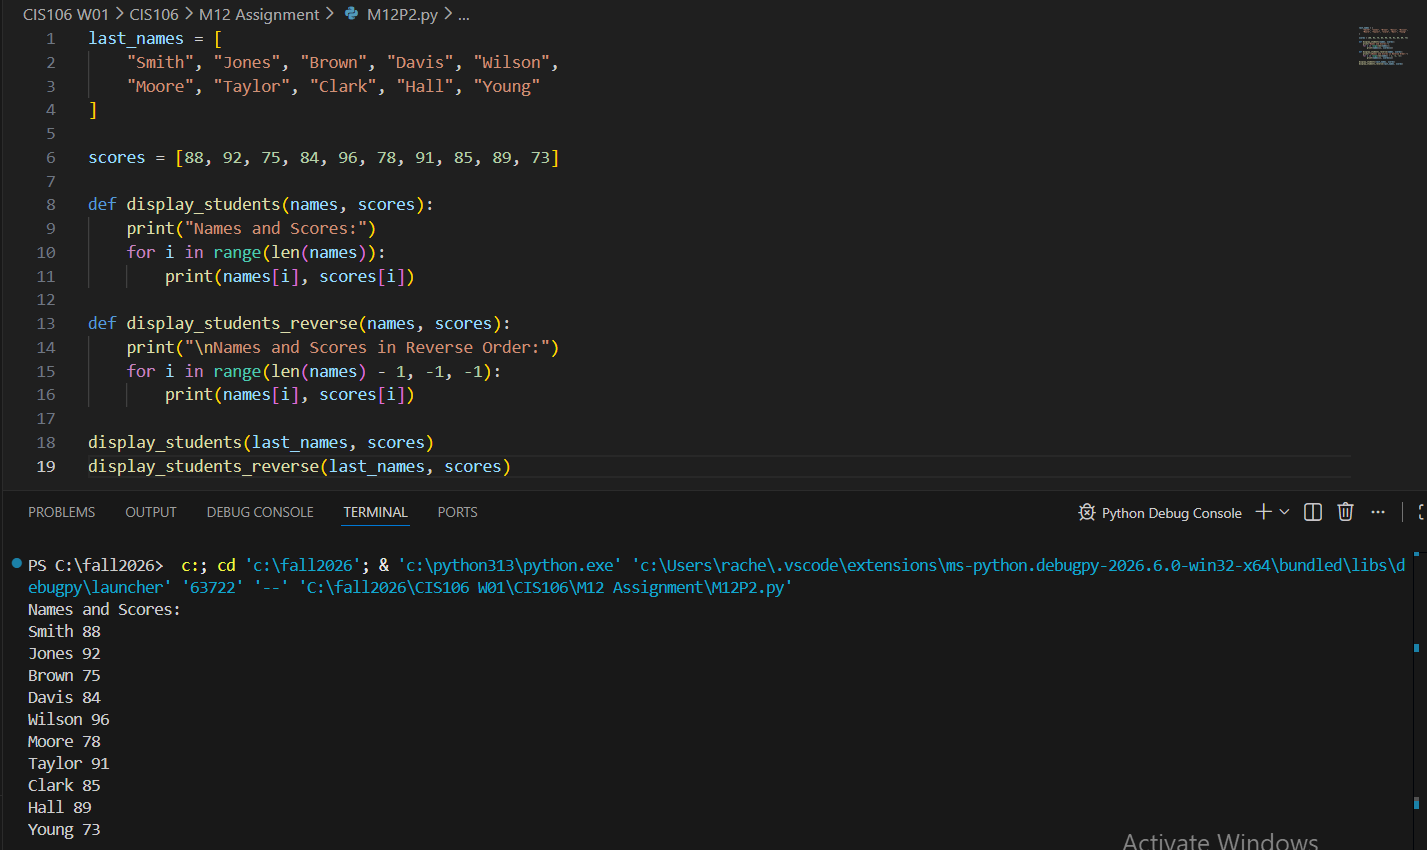 CIS106 W01 > CIS106 > M12 Assignment > M12P2.py > ...
1 last_names = [
2     "Smith", "Jones", "Brown", "Davis", "Wilson",
3     "Moore", "Taylor", "Clark", "Hall", "Young"
4 ]
5
6 scores = [88, 92, 75, 84, 96, 78, 91, 85, 89, 73]
7
8 def display_students(names, scores):
9     print("Names and Scores:")
10     for i in range(len(names)):
11         print(names[i], scores[i])
12
13 def display_students_reverse(names, scores):
14     print("\nNames and Scores in Reverse Order:")
15     for i in range(len(names) - 1, -1, -1):
16         print(names[i], scores[i])
17
18 display_students(last_names, scores)
19 display_students_reverse(last_names, scores)
PROBLEMS OUTPUT DEBUG CONSOLE TERMINAL PORTS Python Debug Console
PS C:\fall2026>  c:; cd 'c:\fall2026'; & 'c:\python313\python.exe' 'c:\Users\rache\.vscode\extensions\ms-python.debugpy-2026.6.0-win32-x64\bundled\libs\d
ebugpy\launcher' '63722' '--' 'C:\fall2026\CIS106 W01\CIS106\M12 Assignment\M12P2.py'
Names and Scores:
Smith 88
Jones 92
Brown 75
Davis 84
Wilson 96
Moore 78
Taylor 91
Clark 85
Hall 89
Young 73
Activate Windows